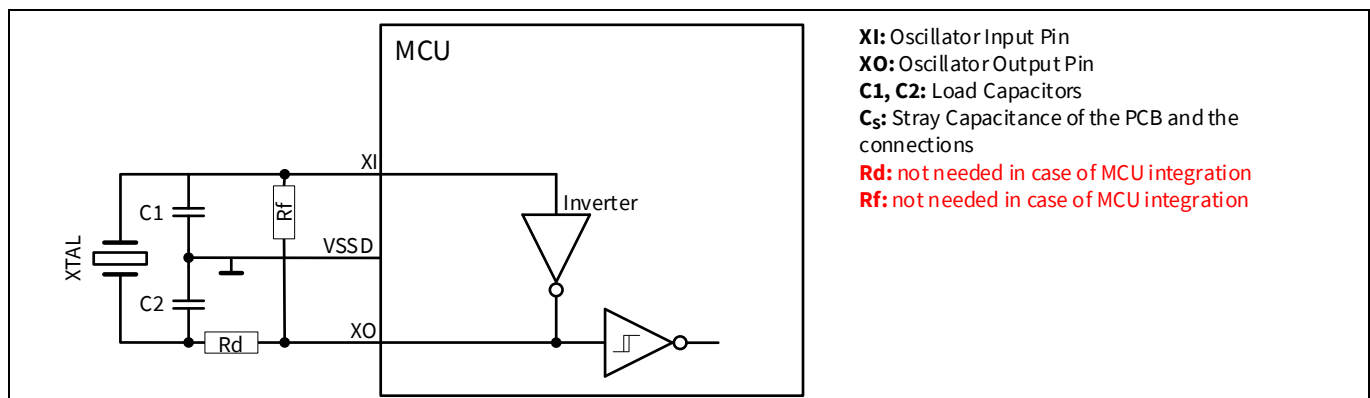 MCU
XI
C1
Rf
Inverter
VSSD
XTAL
C2
XO
Rd
XI: Oscillator Input Pin
XO: Oscillator Output Pin
C1, C2: Load Capacitors
CS: Stray Capacitance of the PCB and the
connections
Rd: not needed in case of MCU integration
Rf: not needed in case of MCU integration